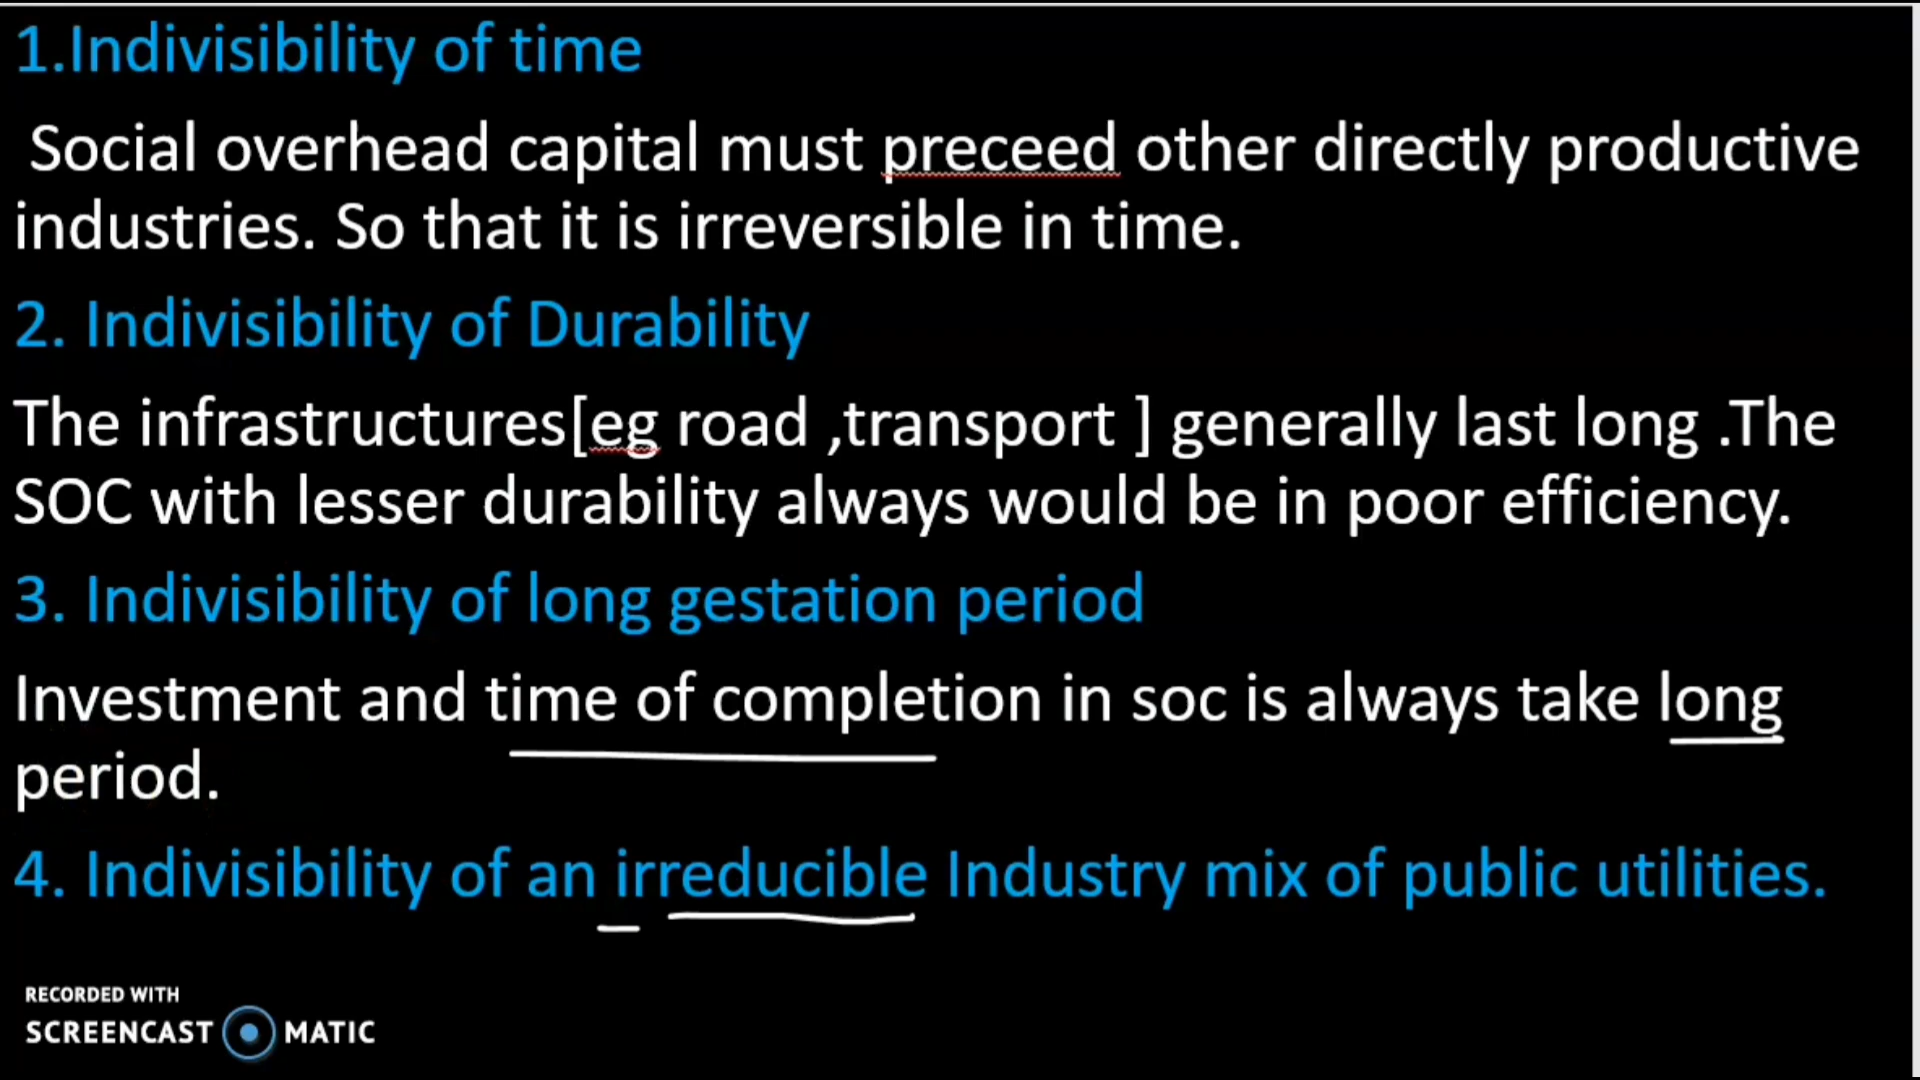 1.Indivisibility of time
Social overhead capital must preceed other directly productive
industries. So that it is irreversible in time.
2. Indivisibility of Durability
The infrastructures[eg road ,transport ] generally last long .The
SOC with lesser durability always would be in poor efficiency.
3. Indivisibility of long gestation period
Investment and time of completion in soc is always take long
period.
4. Indivisibility of an irreducible Industry mix of public utilities.
RECORDED WITH
SCREENCAST MATIC